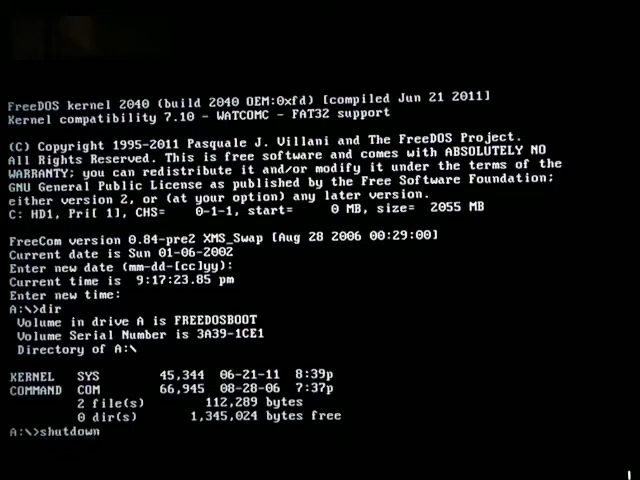 FreeDOS kernel 2040 (build 2040 OEM:0xfd) [compiled Jun 21 2011]
Kernel compatibility 7.10 - WATCOMC - FAT32 support
(C) Copyright 1995-2011 Pasquale J. Villani and The FreeDOS Project.
All Rights Reserved. This is free software and comes with ABSOLUTELY NO
WARRANTY; you can redistribute it and/or modify it under the terms of the
GNU General Public License as published by the Free Software Foundation;
either version 2, or (at your option) any later version.
C: HD1, Pri[ 1], CHS=    0-1-1, start=    0 MB, size=  2055 MB
FreeCom version 0.84-pre2 XMS_Swap [Aug 28 2006 00:29:00]
Current date is Sun 01-06-2002
Enter new date (mm-dd-[cc]yy):
Current time is  9:17:23.85 pm
Enter new time:
A:\>dir
Volume in drive A is FREEDOSBOOT
Volume Serial Number is 3A39-1CE1
Directory of A:\
KERNEL   SYS        45,344  06-21-11  8:39p
COMMAND  COM        66,945  08-28-06  7:37p
2 file(s)        112,289 bytes
0 dir(s)       1,345,024 bytes free
A:\>shutdown